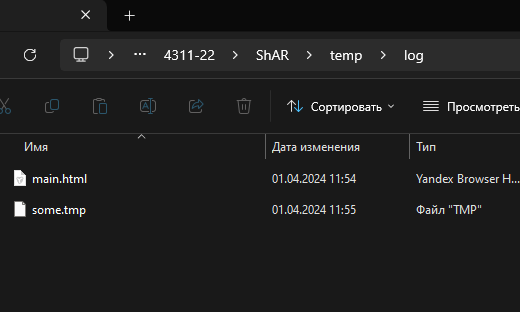 4311-22 ShAR temp log
Сортировать Просмотреть
Имя Дата изменения Тип
main.html 01.04.2024 11:54 Yandex Browser H...
some.tmp 01.04.2024 11:55 Файл "TMP"